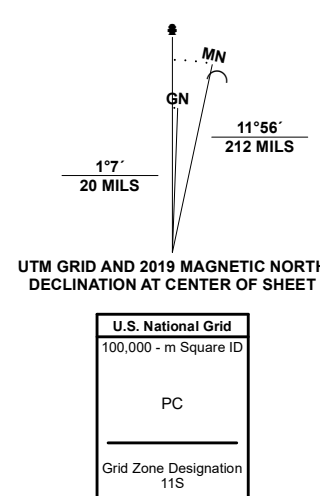 MN
GN
11°56´
212 MILS
1°7´
20 MILS
UTM GRID AND 2019 MAGNETIC NORTH
DECLINATION AT CENTER OF SHEET
U.S. National Grid
100,000 - m Square ID
PC
Grid Zone Designation
11S